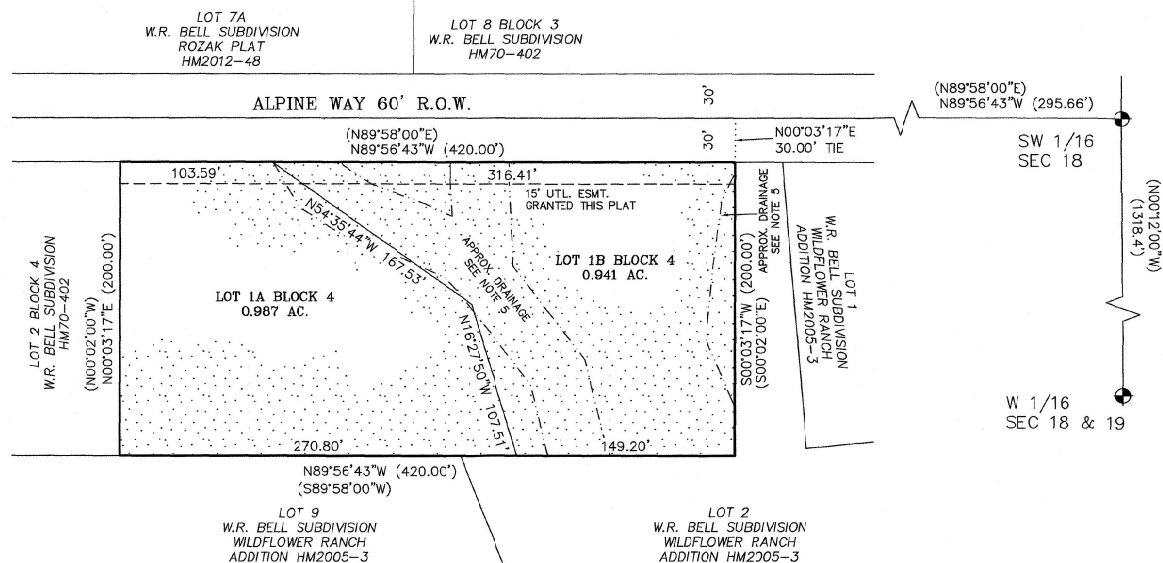 LOT 7A
W.R. BELL SUBDIVISION
ROZAK PLAT
HM2012-48
LOT 8 BLOCK 3
W.R. BELL SUBDIVISION
HM70-402
ALPINE WAY 60' R.O.W.
30'
30'
(N89°58'00"E)
N89°56'43"W (295.66')
SW 1/16
SEC 18
N00°03'17"E
30.00' TIE
(N89°58'00"E)
N89°56'43"W (420.00')
103.59'
316.41'
15' UTL. ESMT.
GRANTED THIS PLAT
N54°35'44"W 167.53'
APPROX. DRAINAGE
SEE NOTE 5
LOT 1B BLOCK 4
0.941 AC.
LOT 1A BLOCK 4
0.987 AC.
N16°27'50"W 107.51'
LOT 2 BLOCK 4
W.R. BELL SUBDIVISION
HM70-402
(N00°02'00"W)
N00°03'17"E (200.00')
S00°03'17"W (200.00')
(S00°02'00"E)
APPROX. DRAINAGE
SEE NOTE 5
LOT 1
W.R. BELL SUBDIVISION
WILDFLOWER RANCH
ADDITION HM2005-3
(N00°12'00"W)
(1318.4')
W 1/16
SEC 18 & 19
270.80'
149.20'
N89°56'43"W (420.00')
(S89°58'00"W)
LOT 9
W.R. BELL SUBDIVISION
WILDFLOWER RANCH
ADDITION HM2005-3
LOT 2
W.R. BELL SUBDIVISION
WILDFLOWER RANCH
ADDITION HM2005-3